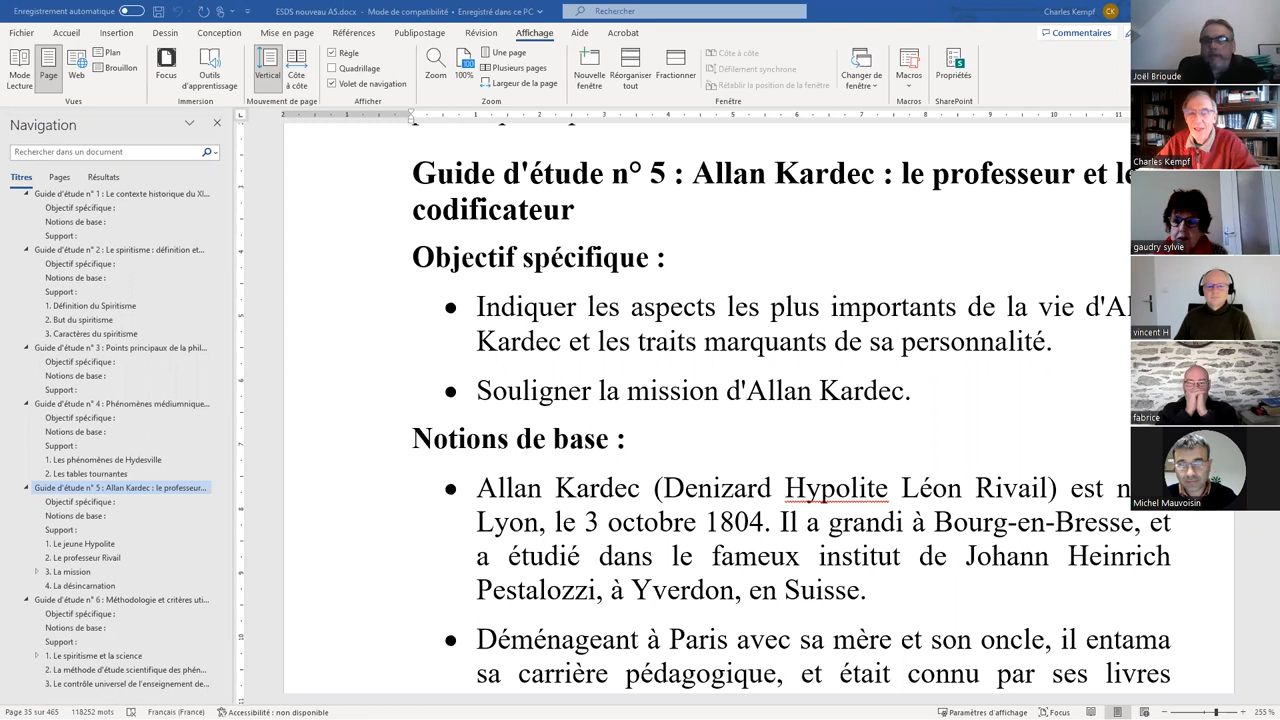 Enregistrement automatique
ESDS nouveau A5.docx - Mode de compatibilité • Enregistré dans ce PC
Rechercher
Charles Kempf
CK
Fichier Accueil Insertion Dessin Conception Mise en page Références Publipostage Révision Affichage Aide Acrobat
Commentaires
Mode Lecture
Page
Web
Plan
Brouillon
Vues
Focus
Outils d'apprentissage
Immersion
Vertical
Côte à côte
Mouvement de page
Règle
Quadrillage
Volet de navigation
Afficher
Zoom
100%
Une page
Plusieurs pages
Largeur de la page
Zoom
Nouvelle fenêtre
Réorganiser tout
Fractionner
Côte à côte
Défilement synchrone
Rétablir la position de la fenêtre
Fenêtre
Changer de fenêtre
Macros
Macros
Propriétés
SharePoint
Navigation
Rechercher dans un document
Titres Pages Résultats
Guide d'étude n° 1 : Le contexte historique du XI...
Objectif spécifique :
Notions de base :
Support :
Guide d'étude n° 2 : Le spiritisme : définition et...
Objectif spécifique :
Notions de base :
Support :
1. Définition du Spiritisme
2. But du spiritisme
3. Caractères du spiritisme
Guide d'étude n° 3 : Points principaux de la phil...
Objectif spécifique :
Notions de base :
Support :
Guide d'étude n° 4 : Phénomènes médiumnique...
Objectif spécifique :
Notions de base :
Support :
1. Les phénomènes de Hydesville
2. Les tables tournantes
Guide d'étude n° 5 : Allan Kardec : le professeur...
Objectif spécifique :
Notions de base :
Support :
1. Le jeune Hypolite
2. Le professeur Rivail
3. La mission
4. La désincarnation
Guide d'étude n° 6 : Méthodologie et critères uti...
Objectif spécifique :
Notions de base :
Support :
1. Le spiritisme et la science
2. La méthode d'étude scientifique des phén...
3. Le contrôle universel de l'enseignement de...
Guide d'étude n° 5 : Allan Kardec : le professeur et le
codificateur
Objectif spécifique :
• Indiquer les aspects les plus importants de la vie d'Al
Kardec et les traits marquants de sa personnalité.
• Souligner la mission d'Allan Kardec.
Notions de base :
• Allan Kardec (Denizard Hypolite Léon Rivail) est n
Lyon, le 3 octobre 1804. Il a grandi à Bourg-en-Bresse, et
a étudié dans le fameux institut de Johann Heinrich
Pestalozzi, à Yverdon, en Suisse.
• Déménageant à Paris avec sa mère et son oncle, il entama
sa carrière pédagogique, et était connu par ses livres
Joël Brioude
Charles Kempf
gaudry sylvie
vincent H
fabrice
Michel Mauvoisin
Page 35 sur 465 118252 mots Français (France) Accessibilité : non disponible
Paramètres d'affichage Focus 255 %